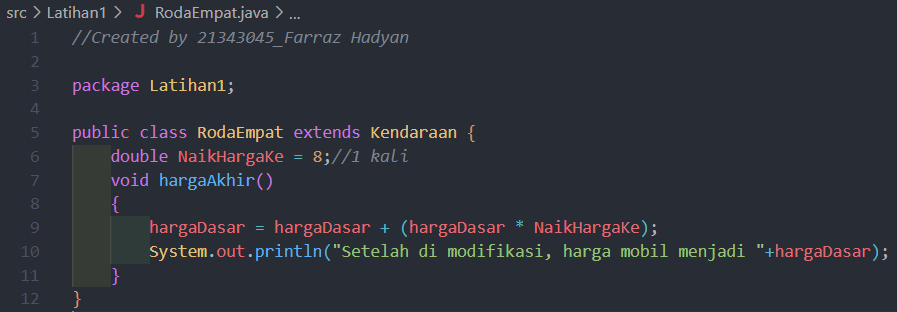 src > Latihan1 > J RodaEmpat.java > ...
1 //Created by 21343045_Farraz Hadyan
2
3 package Latihan1;
4
5 public class RodaEmpat extends Kendaraan {
6 double NaikHargaKe = 8;//1 kali
7 void hargaAkhir()
8 {
9 hargaDasar = hargaDasar + (hargaDasar * NaikHargaKe);
10 System.out.println("Setelah di modifikasi, harga mobil menjadi "+hargaDasar);
11 }
12 }